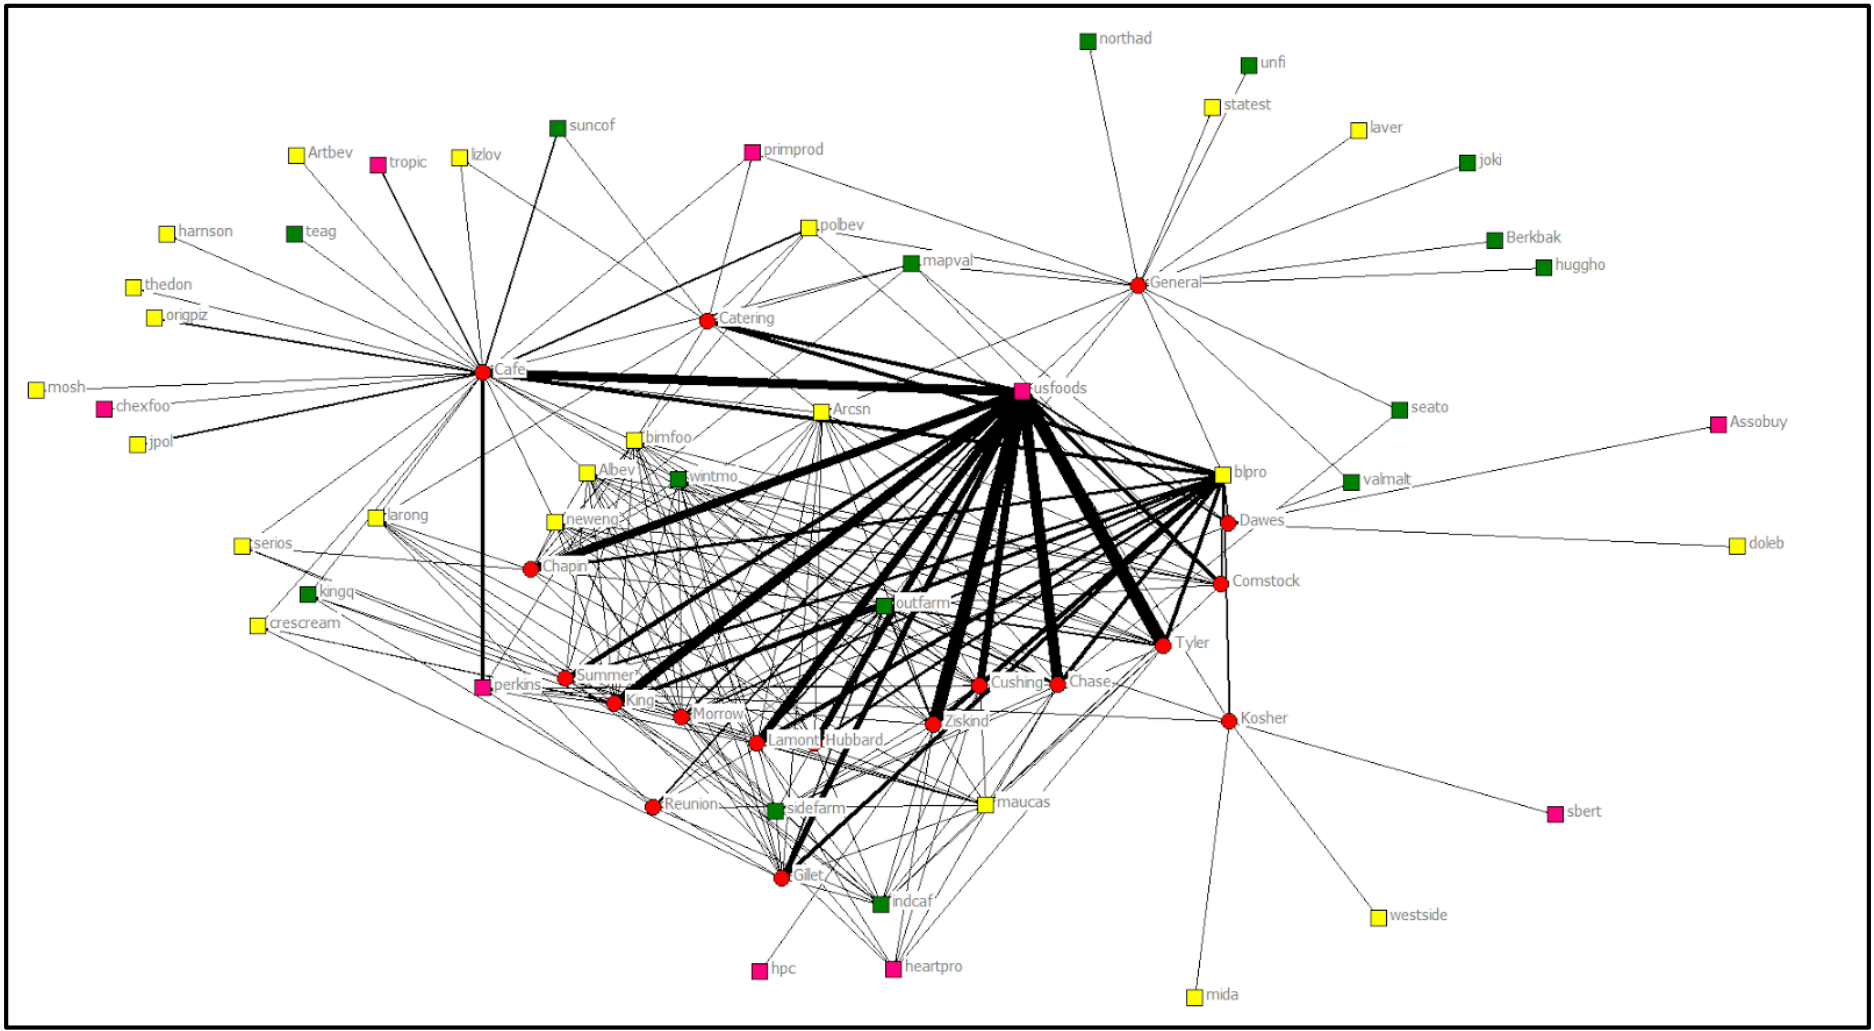 northad
unfi
statest
suncof
laver
Artbev
tropic
lizlov
primprod
joki
harnson
teag
polbev
Berkbak
mapval
huggho
thedon
General
origpiz
Catering
Cafe
mosh
usfoods
chexfoo
Arcsn
seato
Assobuy
jpol
bimfoo
Albev
wintmo
blpro
valmalt
larong
neweng
Dawes
serios
doleb
Chapin
Comstock
kingq
outfarm
crescream
Tyler
Summer
perkins
Cushing
Chase
King
Morrow
Ziskind
Kosher
Lamont
Hubbard
Reunion
sidefarm
maucas
sbert
Gillet
indcaf
westside
hpc
heartpro
mida